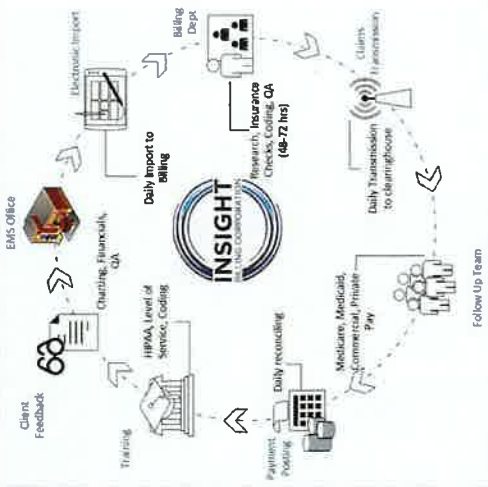 EMS Office
Electronic Import
Daily Import to
Billing
Billing
Dept
Research, Insurance
Checks, Coding, QA
(48-72 hrs)
Claims
Transmission
Daily Transmission
to clearinghouse
Follow Up Team
Medicare, Medicaid,
Commercial, Private
Pay
Payment
Posting
Daily reconciling
Training
HIPAA, Level of
Service, Coding
Client
Feedback
Charting, Financials,
QA
INSIGHT
BILLING CORPORATION